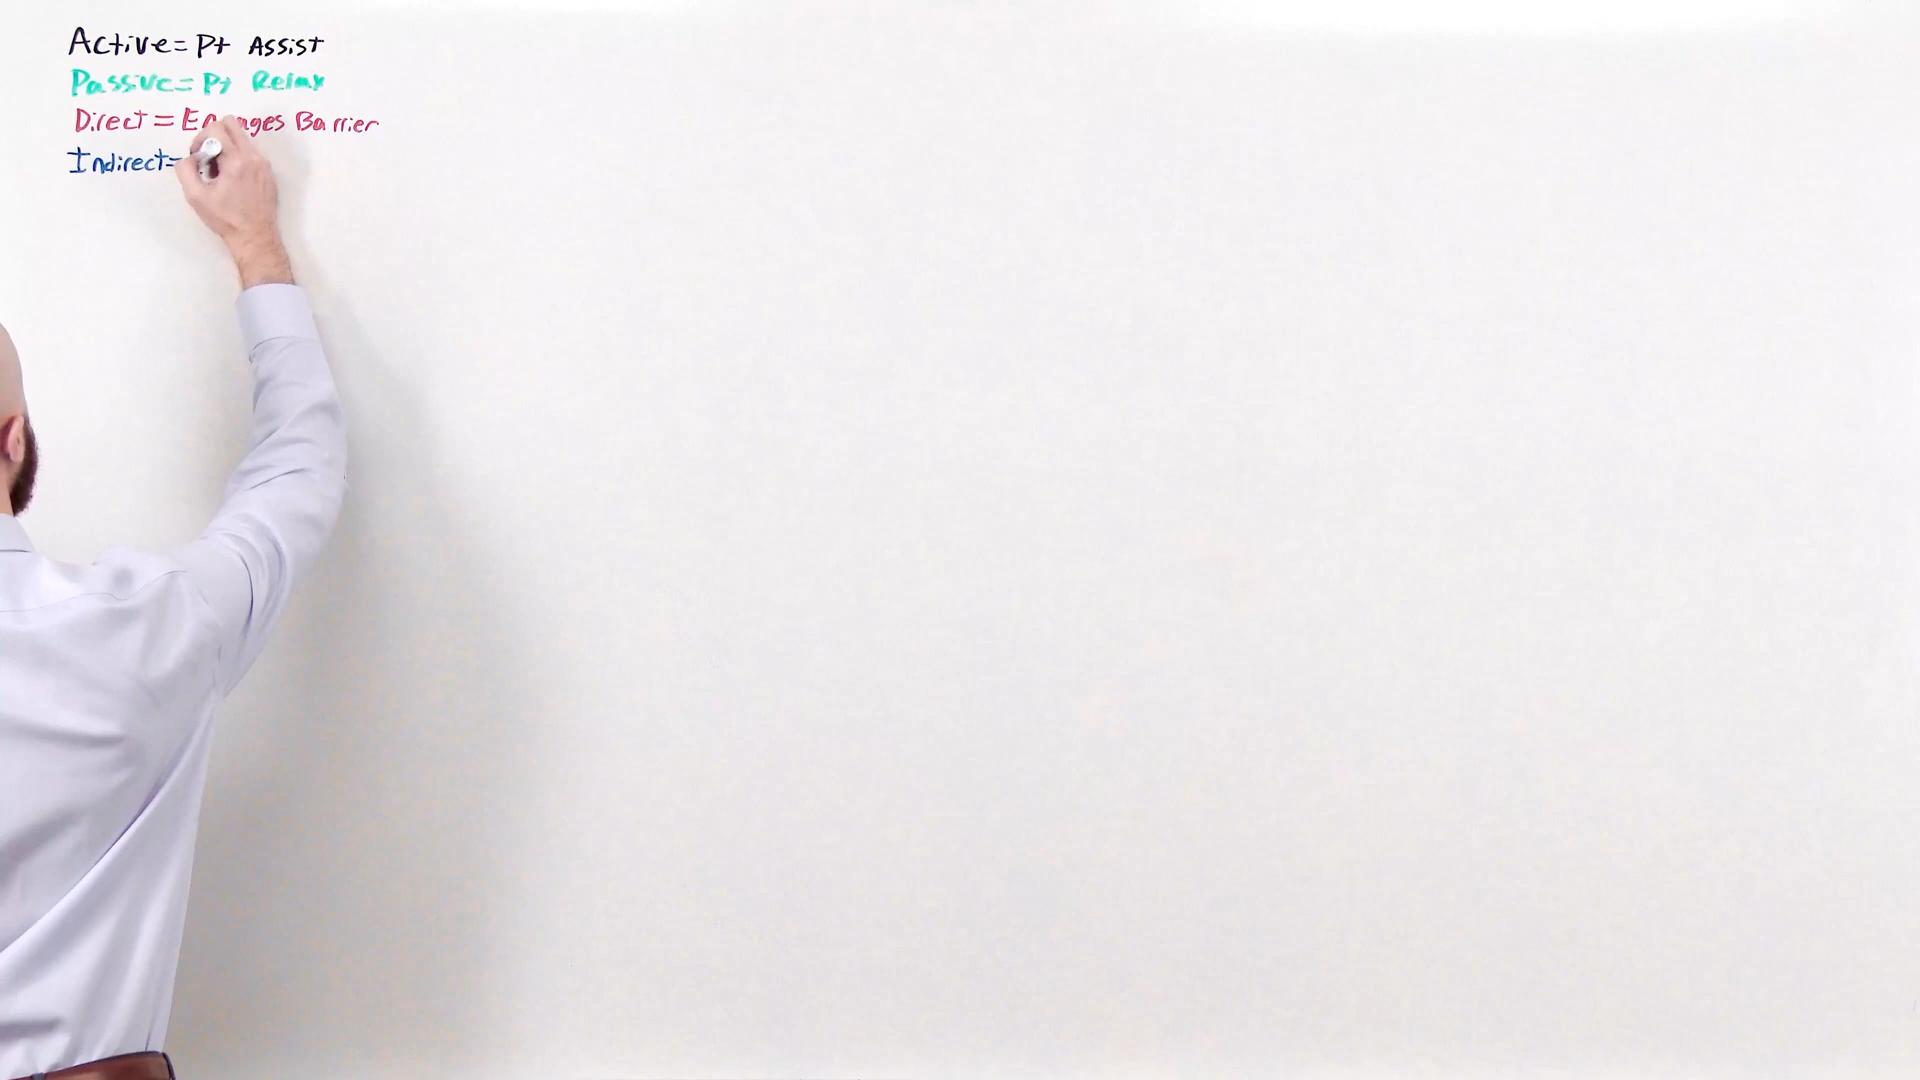 Active= Pt Assist
Passive= Pt Relax
Direct = Engages Barrier
Indirect=